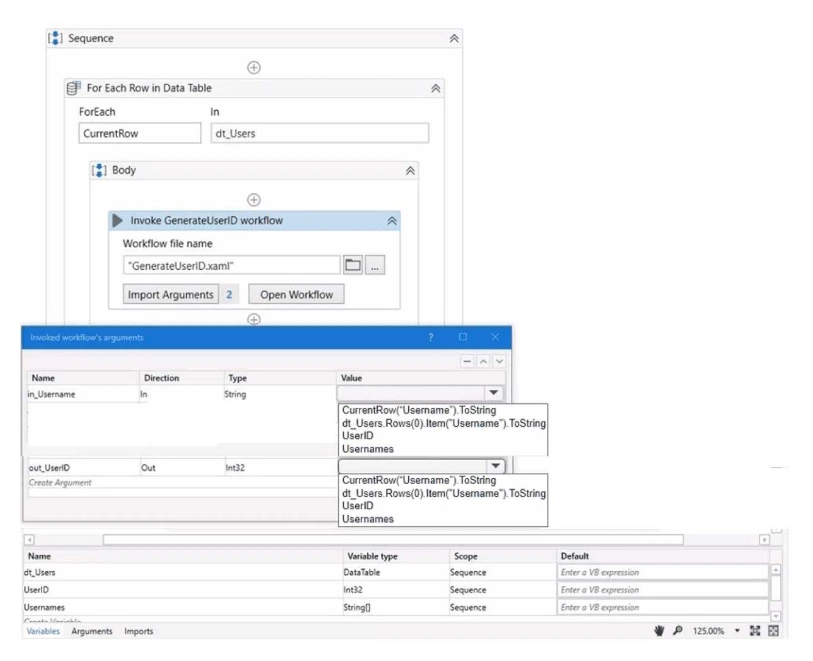 Sequence
For Each Row in Data Table
ForEach In
CurrentRow dt_Users
Body
Invoke GenerateUserID workflow
Workflow file name
"GenerateUserID.xaml" ...
Import Arguments 2 Open Workflow
Invoked workflow's arguments ?
Name Direction Type Value
in_Username In String
CurrentRow("Username").ToString
dt_Users.Rows(0).Item("Username").ToString
UserID
Usernames
out_UserID Out Int32
Create Argument
CurrentRow("Username").ToString
dt_Users.Rows(0).Item("Username").ToString
UserID
Usernames
Name Variable type Scope Default
dt_Users DataTable Sequence Enter a VB expression
UserID Int32 Sequence Enter a VB expression
Usernames String[] Sequence Enter a VB expression
Create Variable
Variables Arguments Imports 125.00%